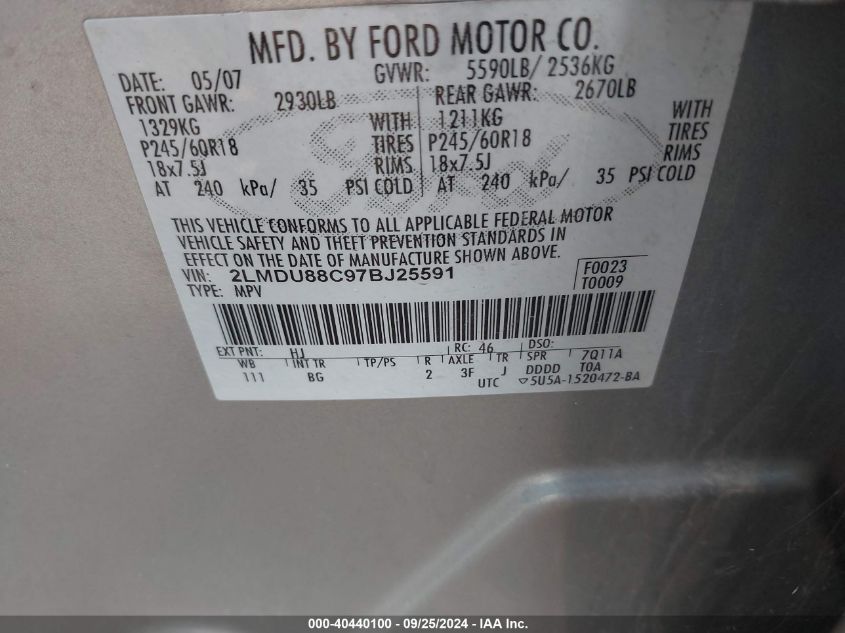 MFD. BY FORD MOTOR CO.
DATE: 05/07 GVWR: 5590LB/ 2536KG
FRONT GAWR: 2930LB REAR GAWR: 2670LB
1329KG WITH 1211KG WITH
P245/60R18 TIRES P245/60R18 TIRES
18x7.5J RIMS 18x7.5J RIMS
AT 240 kPa/ 35 PSI COLD AT 240 kPa/ 35 PSI COLD
THIS VEHICLE CONFORMS TO ALL APPLICABLE FEDERAL MOTOR
VEHICLE SAFETY AND THEFT PREVENTION STANDARDS IN
EFFECT ON THE DATE OF MANUFACTURE SHOWN ABOVE.
VIN: 2LMDU88C97BJ25591 F0023
TYPE: MPV T0009
EXT PNT: HJ RC: 46 DSO:
WB INT TR TP/PS R AXLE TR SPR 7Q11A
111 BG 2 3F J DDDD TOA
UTC ▽5U5A-1520472-BA
000-40440100 - 09/25/2024 - IAA Inc.